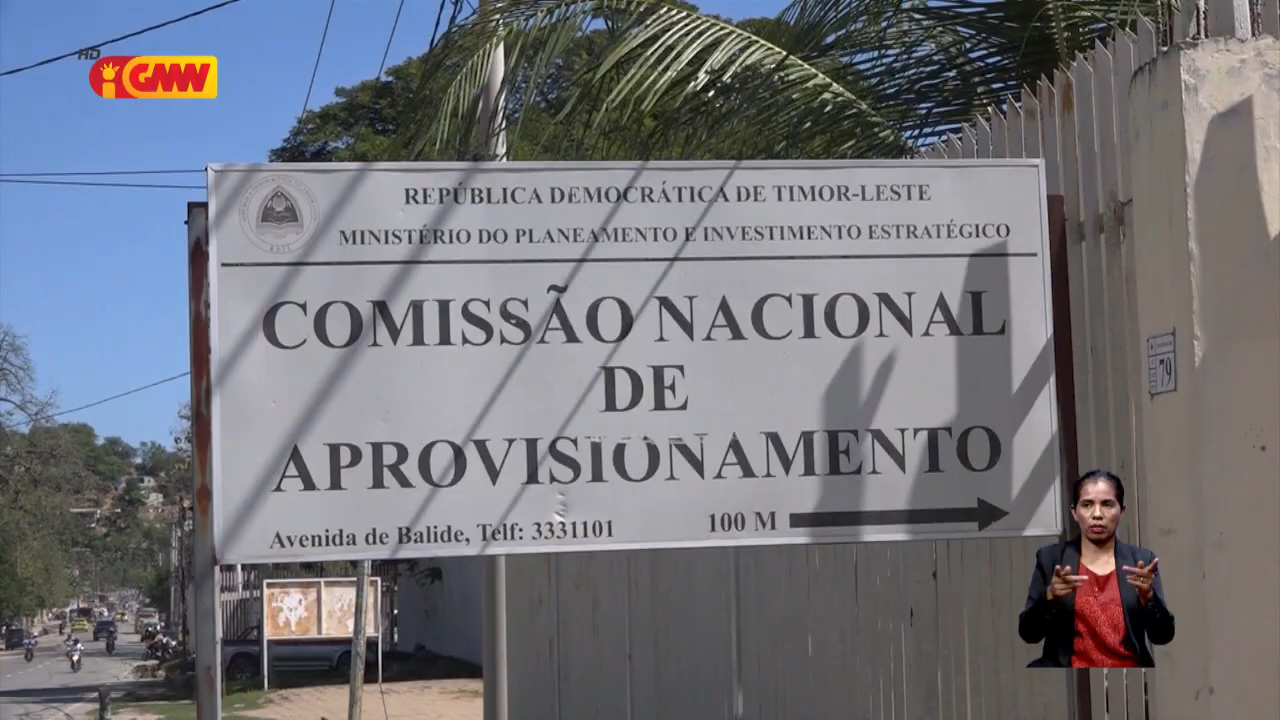 HD
GMN
REPÚBLICA DEMOCRÁTICA DE TIMOR-LESTE
MINISTÉRIO DO PLANEAMENTO E INVESTIMENTO ESTRATÉGICO
COMISSÃO NACIONAL
DE
APROVISIONAMENTO
Avenida de Balide, Telf: 3331101
100 M
79